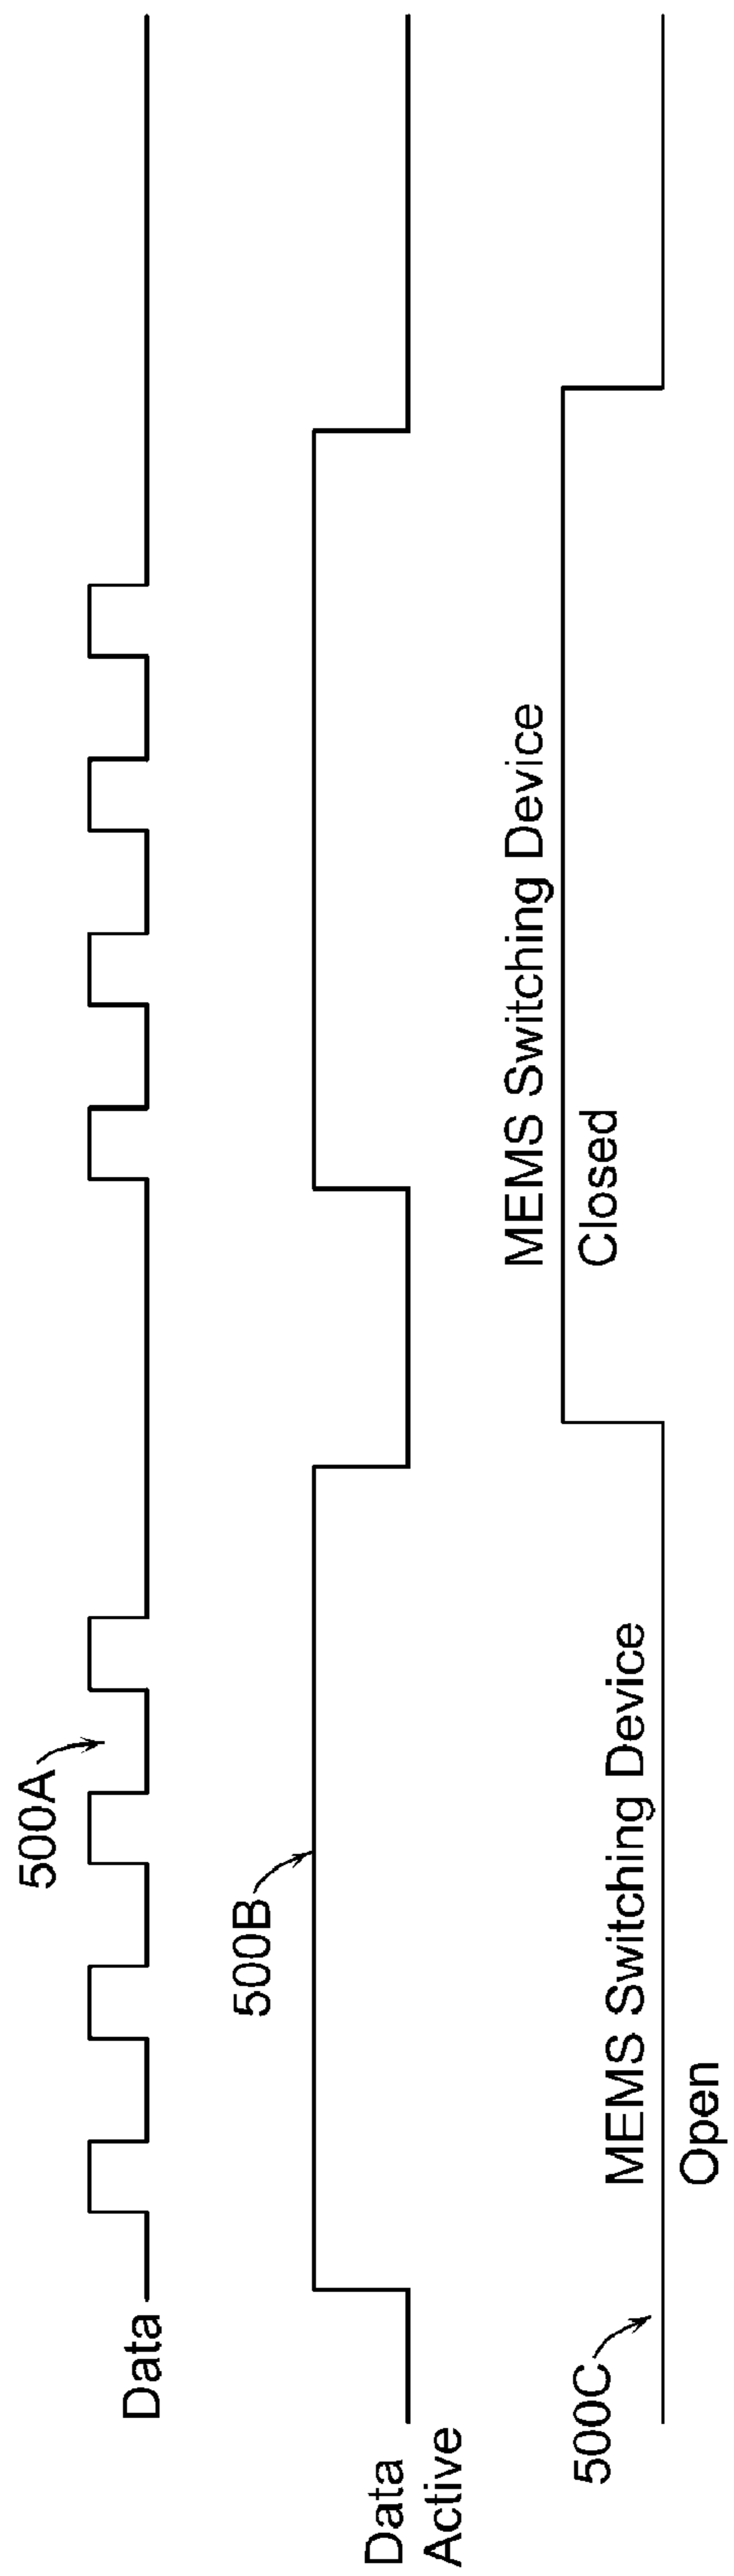 500A
Data
500B
Data
Active
MEMS Switching Device
Closed
500C
MEMS Switching Device
Open